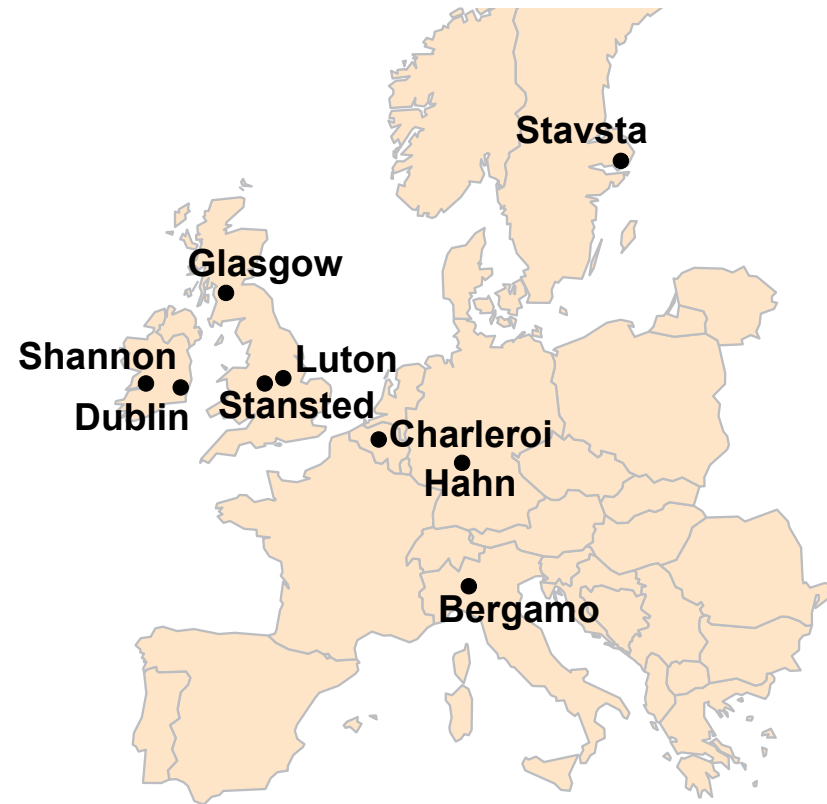 Stavsta
Glasgow
Shannon
Luton
Stansted
Dublin
Charleroi
Hahn
Bergamo